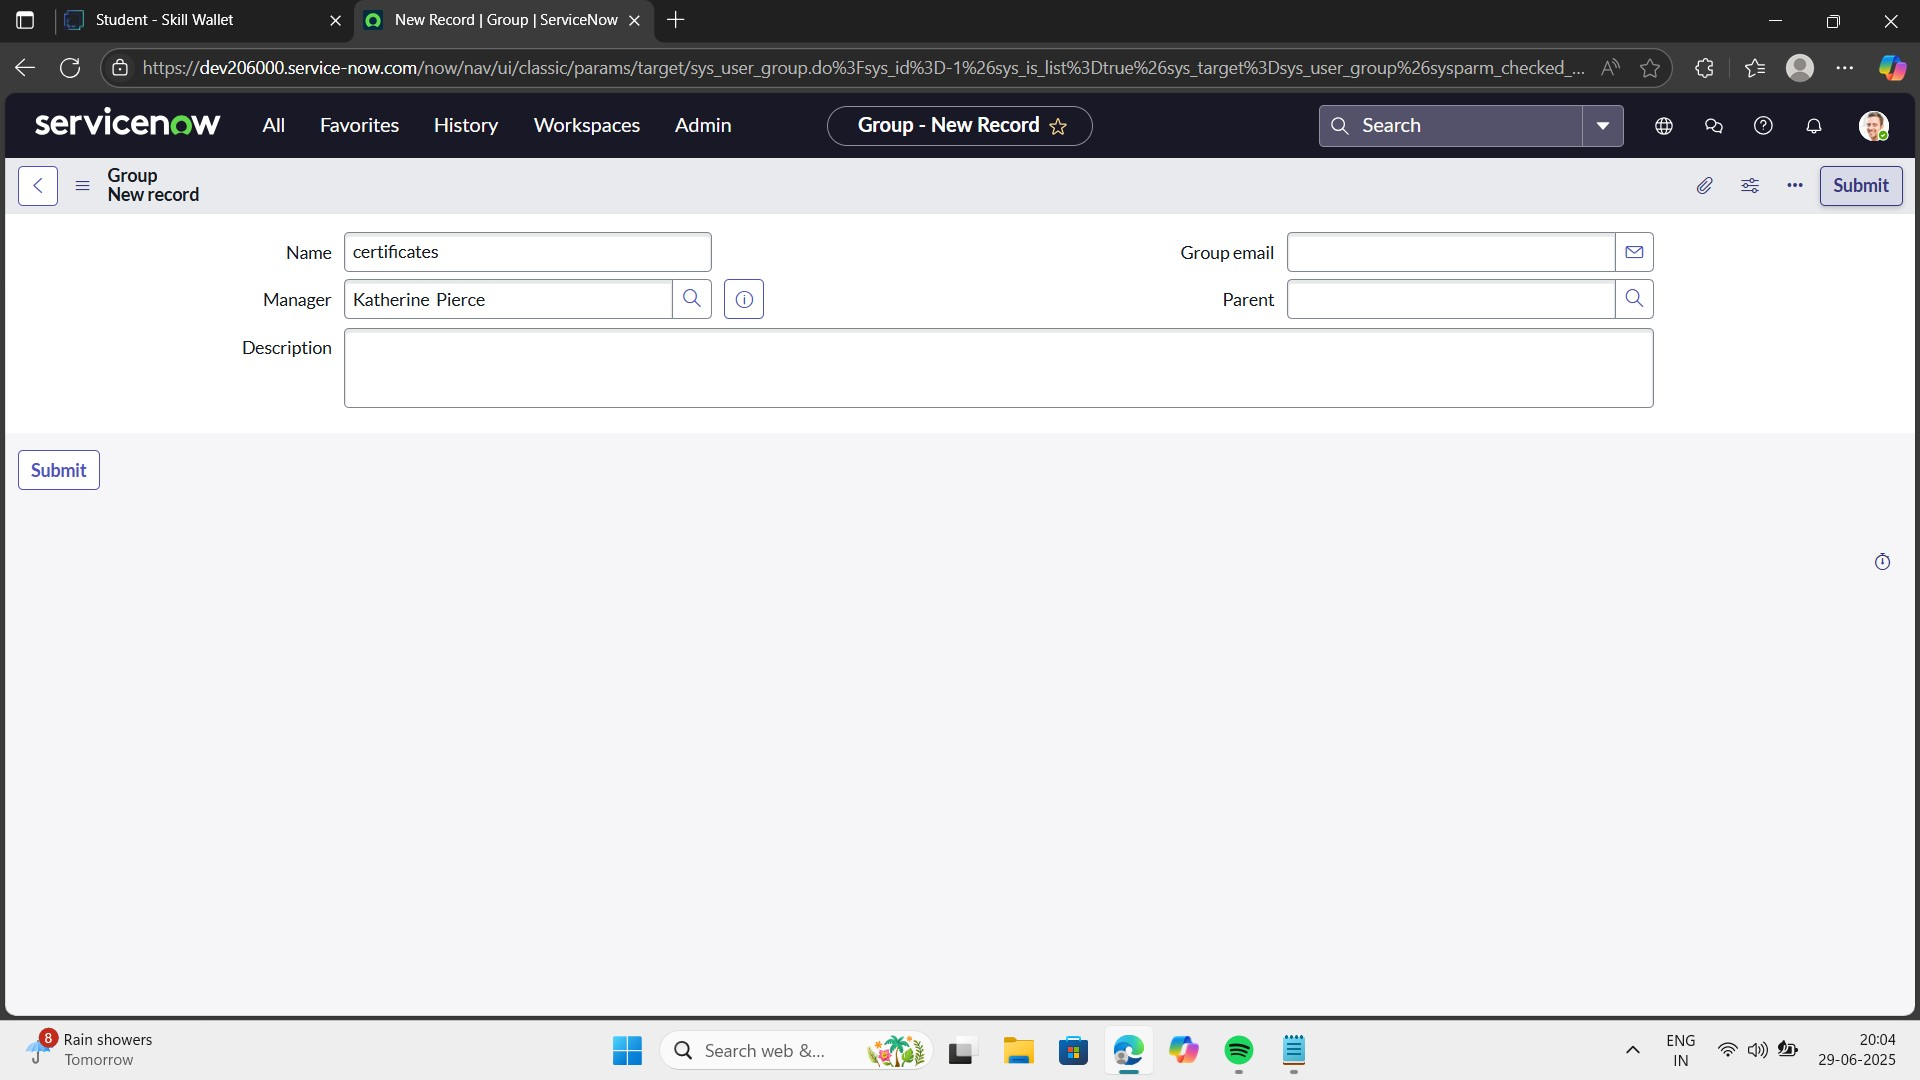 Student - Skill Wallet
New Record | Group | ServiceNow
https://dev206000.service-now.com/now/nav/ui/classic/params/target/sys_user_group.do%3Fsys_id%3D-1%26sys_is_list%3Dtrue%26sys_target%3Dsys_user_group%26sysparm_checked_...
servicenow
All
Favorites
History
Workspaces
Admin
Group - New Record
Search
Group
New record
Submit
Name
certificates
Group email
Manager
Katherine Pierce
Parent
Description
Submit
8
Rain showers
Tomorrow
Search web &...
ENG
IN
20:04
29-06-2025